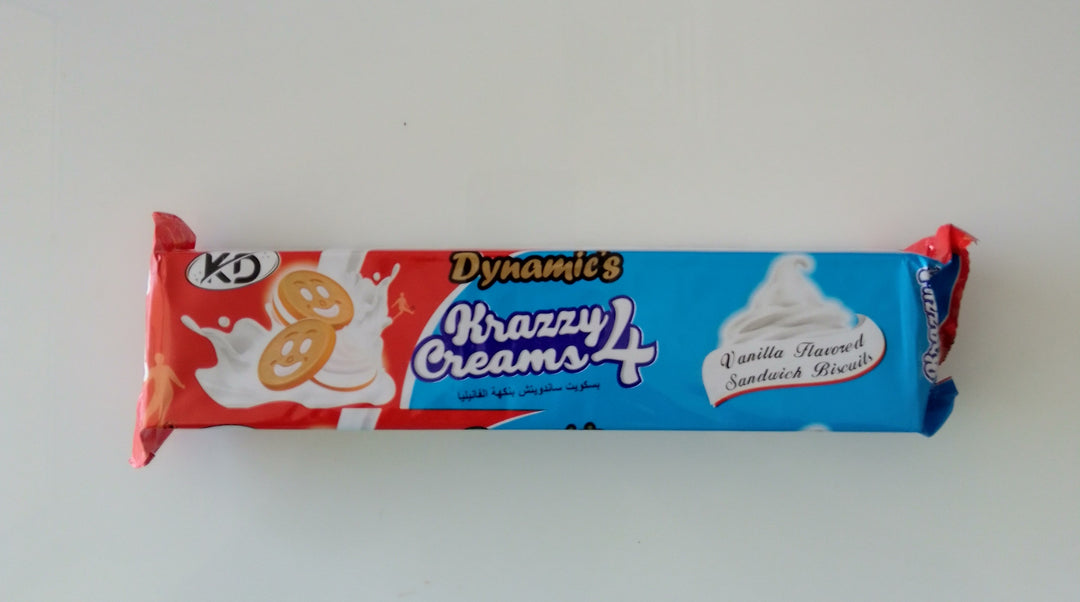 KD
Dynamic's
Krazzy
Creams 4
بسكويت ساندويتش بنكهة الفانيليا
Vanilla Flavored
Sandwich Biscuits